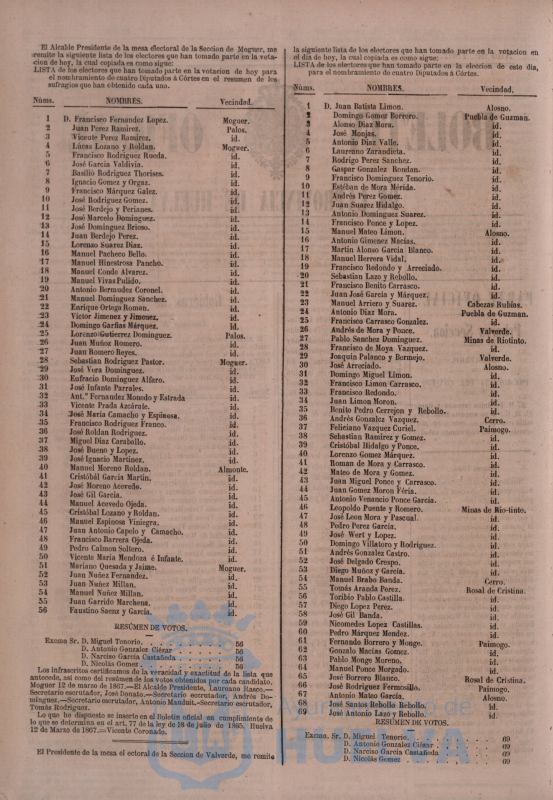 El Alcalde Presidente de la mesa electoral de la Seccion de Moguer, me
remite la siguiente lista de los electores que han tomado parte en la vota-
cion de hoy, la cual copiada es como sigue:
LISTA de los electores que han tomado parte en la votacion de hoy para
el nombramiento de cuatro Diputados á Córtes en el resumen de los
sufragios que han obtenido cada uno.
Núms. NOMBRES. Vecindad.
1 D. Francisco Fernandez Lopez. Moguer.
2 Juan Perez Ramirez. Palos.
3 Vicente Perez Ramirez. id.
4 Lúcas Lozano y Roldan. Moguer.
5 Francisco Rodriguez Rueda. id.
6 José Garcia Valdivia. id.
7 Basilio Rodriguez Thorises. id.
8 Ignacio Gomez y Orgaz. id.
9 Francisco Márquez Galez. id.
10 José Rodriguez Gomez. id.
11 José Berdejo y Perianes. id.
12 José Marcelo Dominguez. id.
13 José Dominguez Brioso. id.
14 Juan Berdejo Perez. id.
15 Lorenzo Suarez Diaz. id.
16 Manuel Pacheco Bello. id.
17 Manuel Hinestrosa Pancho. id.
18 Manuel Conde Alvarez. id.
19 Manuel Vivas Pulido. id.
20 Antonio Bermudez Coronel. id.
21 Manuel Dominguez Sanchez. id.
22 Enrique Ortego Roman. id.
23 Victor Jimenez y Jimenez. id.
24 Domingo Garfias Márquez. id.
25 Lorenzo Gutierrez Dominguez. Palos.
26 Juan Muñoz Romero. id.
27 Juan Romero Reyes. id.
28 Sebastian Rodriguez Pastor. Moguer.
29 José Vera Dominguez. id.
30 Eufracio Dominguez Alfaro. id.
31 José Infante Parrales. id.
32 Ant.º Fernandez Monedo y Estrada id.
33 Vicente Prada Azcárate. id.
34 José Maria Camacho y Espinosa. id.
35 Francisco Rodriguez Franco. id.
36 José Roldan Rodriguez. id.
37 Miguel Diaz Caraballo. id.
38 José Bueno y Lopez. id.
39 José Ignacio Martinez. id.
40 Manuel Moreno Roldan. Almonte.
41 Cristóbal Garcia Martin. id.
42 José Moreno Acereño. id.
43 José Gil Garcia. id.
44 Manuel Acevedo Ojeda. id.
45 Cristóbal Lozano y Roldan. id.
46 Manuel Espinosa Viniegra. id.
47 Juan Antonio Capelo y Camacho. id.
48 Francisco Barrera Ojeda. id.
49 Pedro Calmon Soltero. id.
50 Vicente Maria Mendoza é Infante. id.
51 Mariano Quesada y Jaime. Moguer.
52 Juan Nuñez Fernandez. id.
53 Juan Nuñez Millan. id.
54 Manuel Nuñez Millan. id.
55 Juan Garrido Marchena. id.
56 Faustino Saenz y Garcia. id.
RESÚMEN DE VOTOS.
Excmo Sr. D. Miguel Tenorio. 56
D. Antonio Gonzalez Ciézar 56
D. Narciso Garcia Castañeda 56
D. Nicolas Gomez 56
Los infrascritos certificamos de la veracidad y exactitud de la lista que
antecede, asi como del resúmen de los votos obtenidos por cada candidato.
Moguer 12 de marzo de 1867.—El Alcalde Presidente, Laureano Rasco.—
Secretario escrutador, José Donato.—Secretario escrutador, Andrés Do-
minguez.—Secretario escrutador, Antonio Manduit.—Secretario escrutador,
Tomás Rodriguez.
Lo que he dispuesto se inserte en el Boletin oficial en cumplimiento de
lo que se determina en el art. 77 de la ley de 18 de julio de 1865. Huelva
12 de Marzo de 1867.—Vicente Coronado.
El Presidente de la mesa electoral de la Seccion de Valverde, me remite
la siguiente lista de los electores que han tomado parte en la votacion en
el dia de hoy, la cual copiada es como sigue:
LISTA de los electores que han tomado parte en la eleccion de este dia,
para el nombramiento de cuatro Diputados á Córtes.
Núms. NOMBRES. Vecindad.
1 D. Juan Batista Limon. Alosno.
2 Domingo Gomez Borrero. Puebla de Guzman.
3 Alonso Diaz Mora. id.
4 José Monjas. id.
5 Antonio Diaz Valle. id.
6 Laureano Zarandieta. id.
7 Rodrigo Perez Sanchez. id.
8 Gaspar Gonzalez Rondan. id.
9 Francisco Dominguez Tenorio. id.
10 Estéban de Mora Mérida. id.
11 Andrés Perez Gomez. id.
12 Juan Suarez Hidalgo. id.
13 Antonio Dominguez Suarez. id.
14 Francisco Ponce y Lopez. id.
15 Manuel Mateo Limon. Alosno.
16 Antonio Gimenez Macias. id.
17 Martin Alonso Garcia Blanco. id.
18 Manuel Herrera Vidal. id.
19 Francisco Redondo y Arreciado. id.
20 Sebastian Lazo y Rebollo. id.
21 Francisco Benito Carrasco. id.
22 Juan José Garcia y Márquez. id.
23 Manuel Arriero y Suarez. Cabezas Rubias.
24 Antonio Diaz Mora. Puebla de Guzman.
25 Francisco Carrasco Gonzalez. id.
26 Andrés de Mora y Ponce. Valverde.
27 Pablo Sanchez Dominguez. Minas de Riotinto.
28 Francisco de Moya Vazquez. id.
29 Joaquin Palanco y Bermejo. Valverde.
30 José Arreciado. Alosno.
31 Domingo Miguel Limon. id.
32 Francisco Limon Carrasco. id.
33 Francisco Redondo. id.
34 Juan Limon Moron. id.
35 Benito Pedro Cerrejon y Rebollo. id.
36 Andrés Gonzalez Vazquez. Cerro.
37 Feliciano Vazquez Curiel. Paimogo.
38 Sebastian Ramirez y Gomez. id.
39 Cristóbal Hidalgo y Ponce. id.
40 Lorenzo Gomez Márquez. id.
41 Roman de Mora y Carrasco. id.
42 Mateo de Mora y Gomez. id.
43 Juan Miguel Ponce y Carrasco. id.
44 Juan Gomez Moron Féria. id.
45 Antonio Venancio Ponce Garcia. id.
46 Leopoldo Puente y Romero. Minas de Rio-tinto.
47 José Leon Mora y Pascual. id.
48 Pedro Perez Garcia. id.
49 José Wert y Lopez. id.
50 Domingo Villatoro y Rodriguez. id.
51 Andrés Gonzalez Castro. id.
52 José Delgado Crespo. id.
53 Diego Muñoz y Garcia. id.
54 Manuel Brabo Banda. Cerro.
55 Tomás Aranda Perez. Rosal de Cristina.
56 Toribio Pablo Castilla. id.
57 Diego Lopez Perez. id.
58 José Gil Banda. id.
59 Nicomedes Lopez Castillas. id.
60 Pedro Márquez Mendez. id.
61 Fernando Borrero y Monge. Paimogo.
62 Gonzalo Macias Gomez. id.
63 Pablo Mongo Moreno. id.
64 Manuel Ponce Morgado. id.
65 José Borrero Blanco. Rosal de Cristina.
66 José Rodriguez Fermosillo. Paimogo.
67 Antonio Mateo Garcia. Alosno.
68 José Santos Rebollo Rebollo. id.
69 José Antonio Lazo y Rebollo. id.
RESÚMEN DE VOTOS.
Excmo. Sr. D. Miguel Tenorio. 69
D. Antonio Gonzalez Ciézar 69
D. Narciso Garcia Castañeda 69
D. Nicolas Gomez 69
Ayuntamiento de
HUELVA